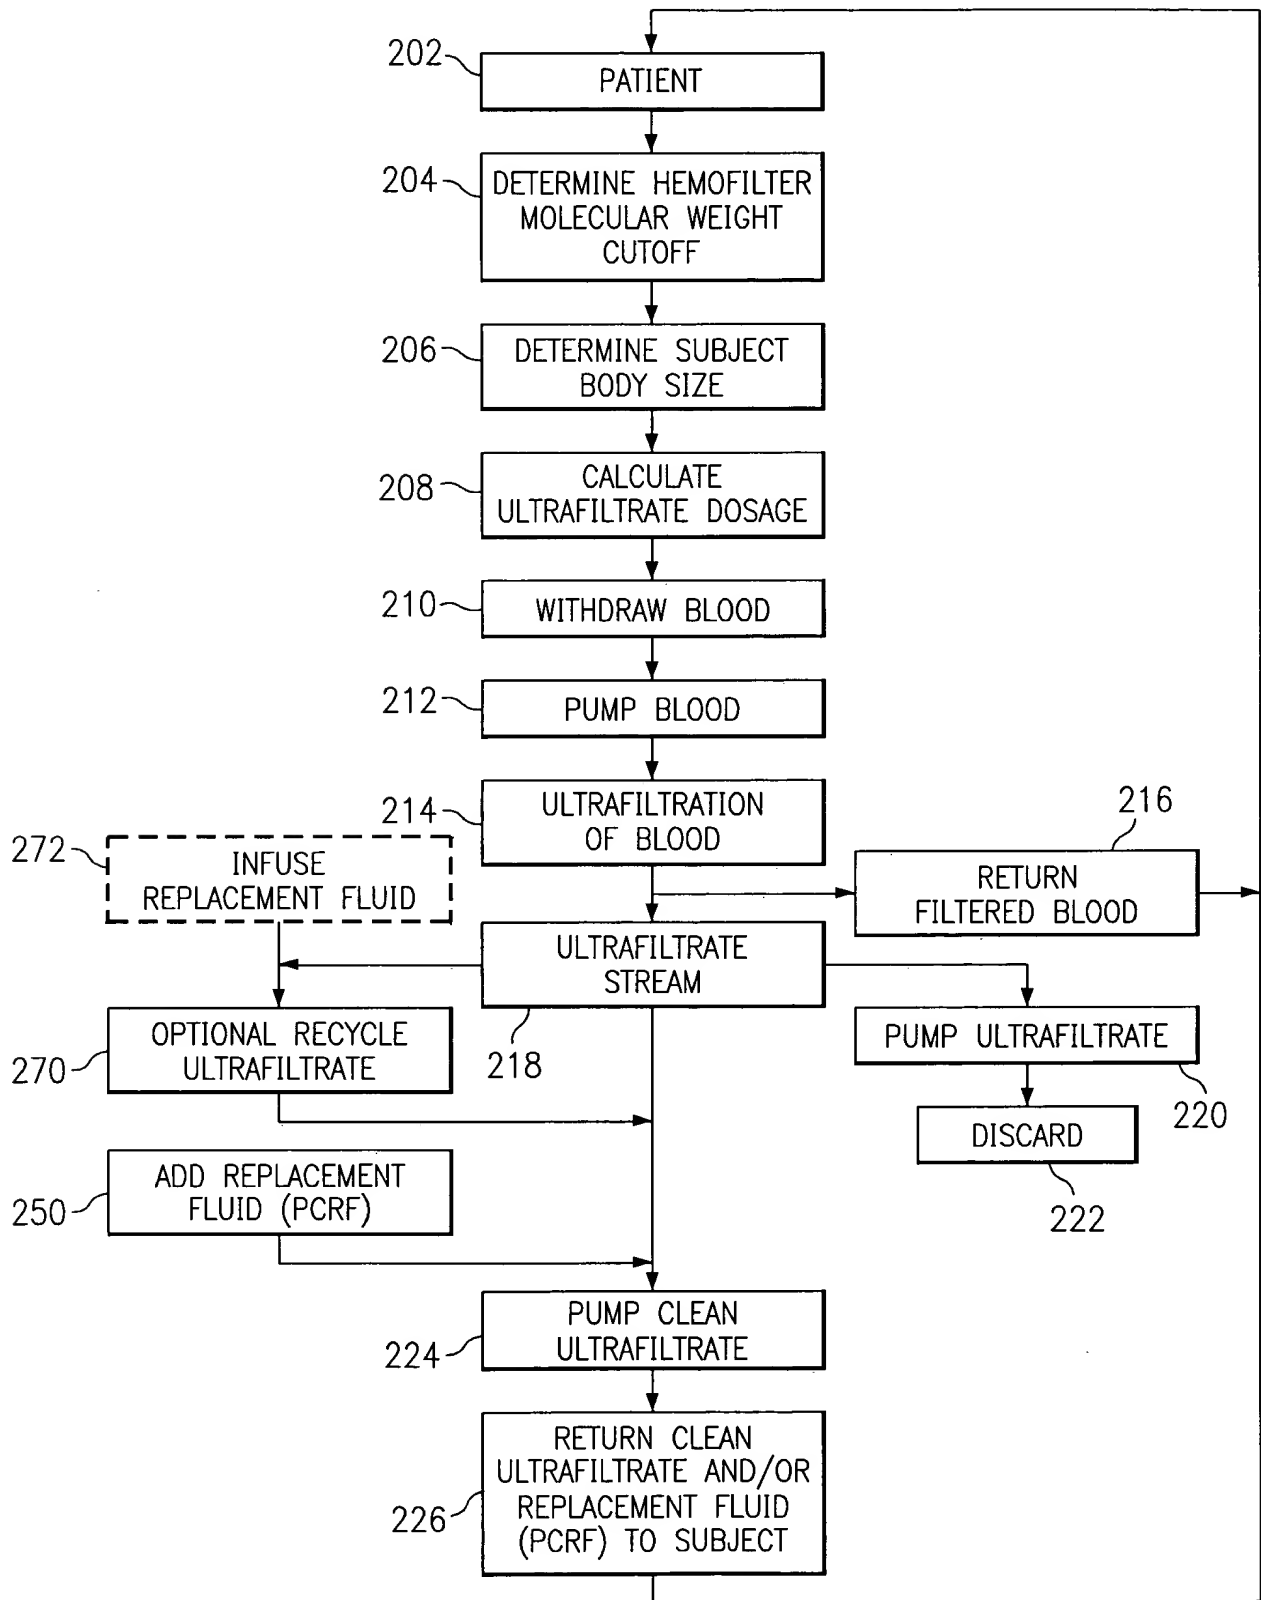 202
PATIENT
204
DETERMINE HEMOFILTER
MOLECULAR WEIGHT
CUTOFF
206
DETERMINE SUBJECT
BODY SIZE
208
CALCULATE
ULTRAFILTRATE DOSAGE
210
WITHDRAW BLOOD
212
PUMP BLOOD
214
ULTRAFILTRATION
OF BLOOD
216
RETURN
FILTERED BLOOD
272
INFUSE
REPLACEMENT FLUID
ULTRAFILTRATE
STREAM
218
270
OPTIONAL RECYCLE
ULTRAFILTRATE
PUMP ULTRAFILTRATE
220
DISCARD
222
250
ADD REPLACEMENT
FLUID (PCRF)
224
PUMP CLEAN
ULTRAFILTRATE
226
RETURN CLEAN
ULTRAFILTRATE AND/OR
REPLACEMENT FLUID
(PCRF) TO SUBJECT